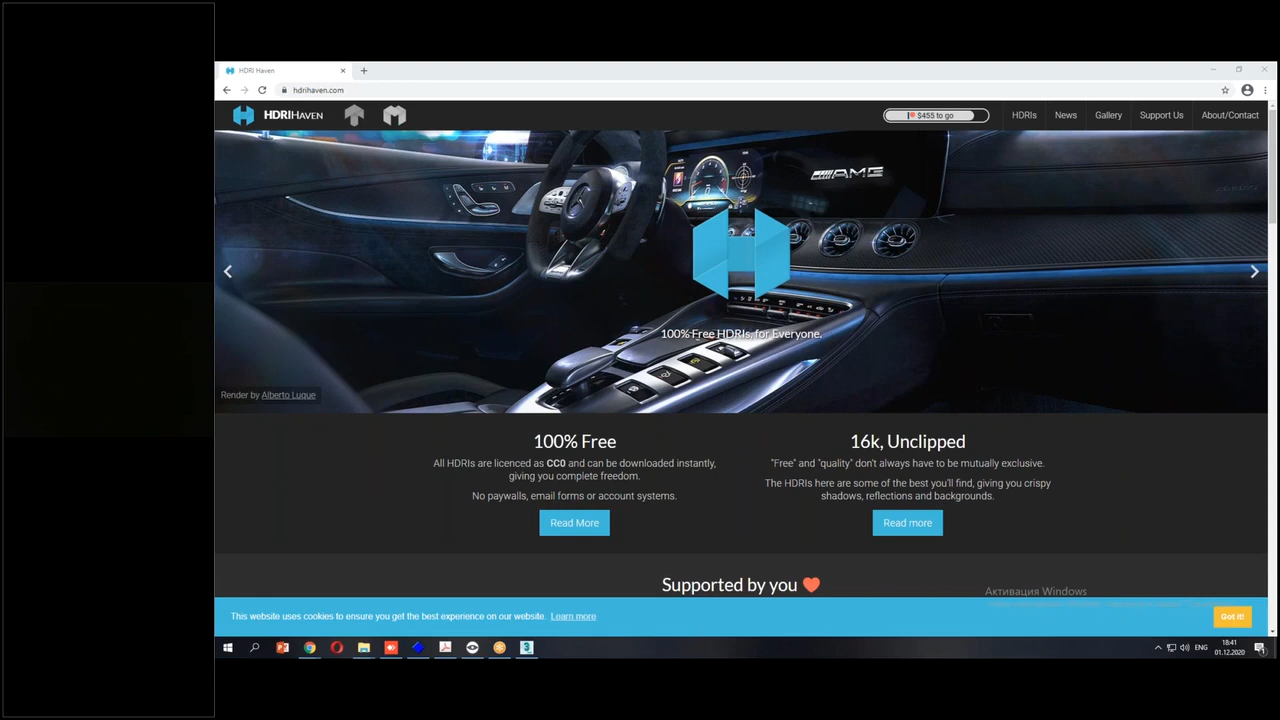 HDRI Haven
hdrihaven.com
HDRIHAVEN
$455 to go
HDRIs
News
Gallery
Support Us
About/Contact
AMG
100% Free HDRIs, for Everyone.
Render by Alberto Luque
100% Free
All HDRIs are licenced as CC0 and can be downloaded instantly,
giving you complete freedom.
No paywalls, email forms or account systems.
Read More
16k, Unclipped
"Free" and "quality" don't always have to be mutually exclusive.
The HDRIs here are some of the best you'll find, giving you crispy
shadows, reflections and backgrounds.
Read more
Supported by you
Активация Windows
This website uses cookies to ensure you get the best experience on our website. Learn more
Got it!
ENG
18:41
01.12.2020